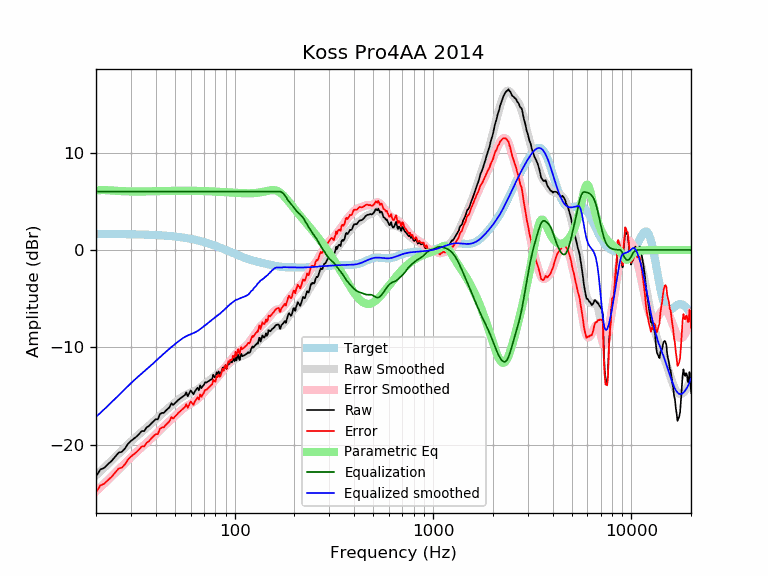 Koss Pro4AA 2014
Amplitude (dBr)
10
0
−10
−20
Target
Raw Smoothed
Error Smoothed
Raw
Error
Parametric Eq
Equalization
Equalized smoothed
100
1000
10000
Frequency (Hz)